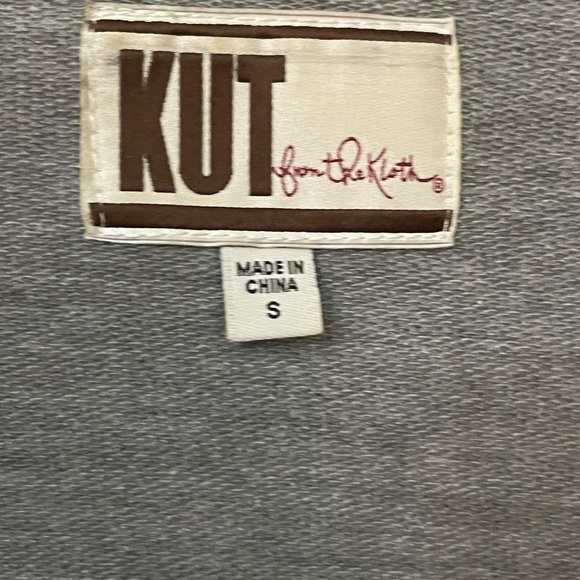 KUT from the Kloth®
MADE IN
CHINA
S